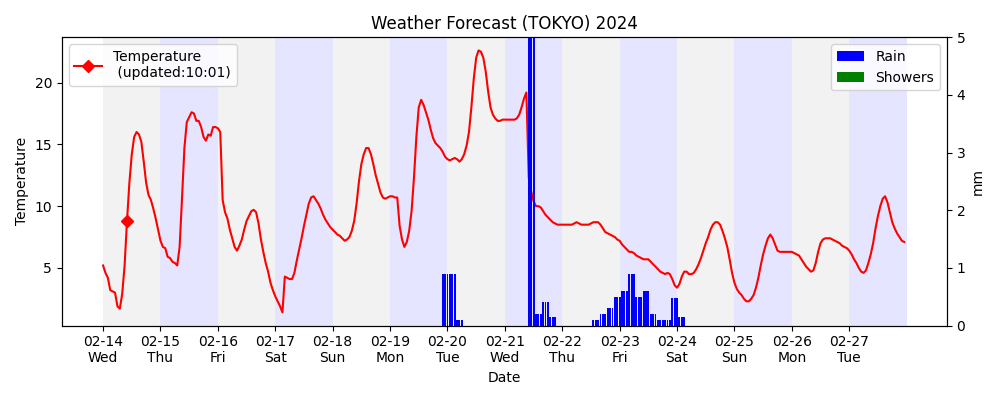 Weather Forecast (TOKYO) 2024
Temperature
(updated:10:01)
Rain
Showers
Temperature
20
15
10
5
mm
5
4
3
2
1
0
02-14 02-15 02-16 02-17 02-18 02-19 02-20 02-21 02-22 02-23 02-24 02-25 02-26 02-27
Wed Thu Fri Sat Sun Mon Tue Wed Thu Fri Sat Sun Mon Tue
Date